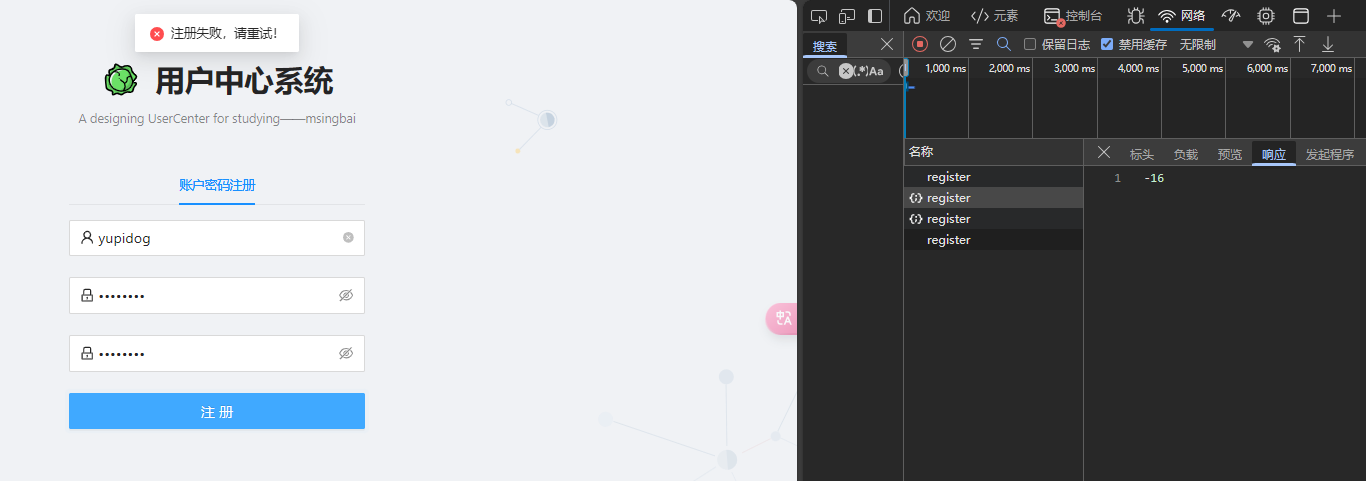 注册失败，请重试！
用户中心系统
A designing UserCenter for studying——msingbai
账户密码注册
yupidog
••••••••
••••••••
注 册
中A
欢迎
元素
控制台
网络
搜索
保留日志
禁用缓存
无限制
(.*)Aa
1,000 ms
2,000 ms
3,000 ms
4,000 ms
5,000 ms
6,000 ms
7,000 ms
名称
标头
负载
预览
响应
发起程序
register
register
register
register
1 -16